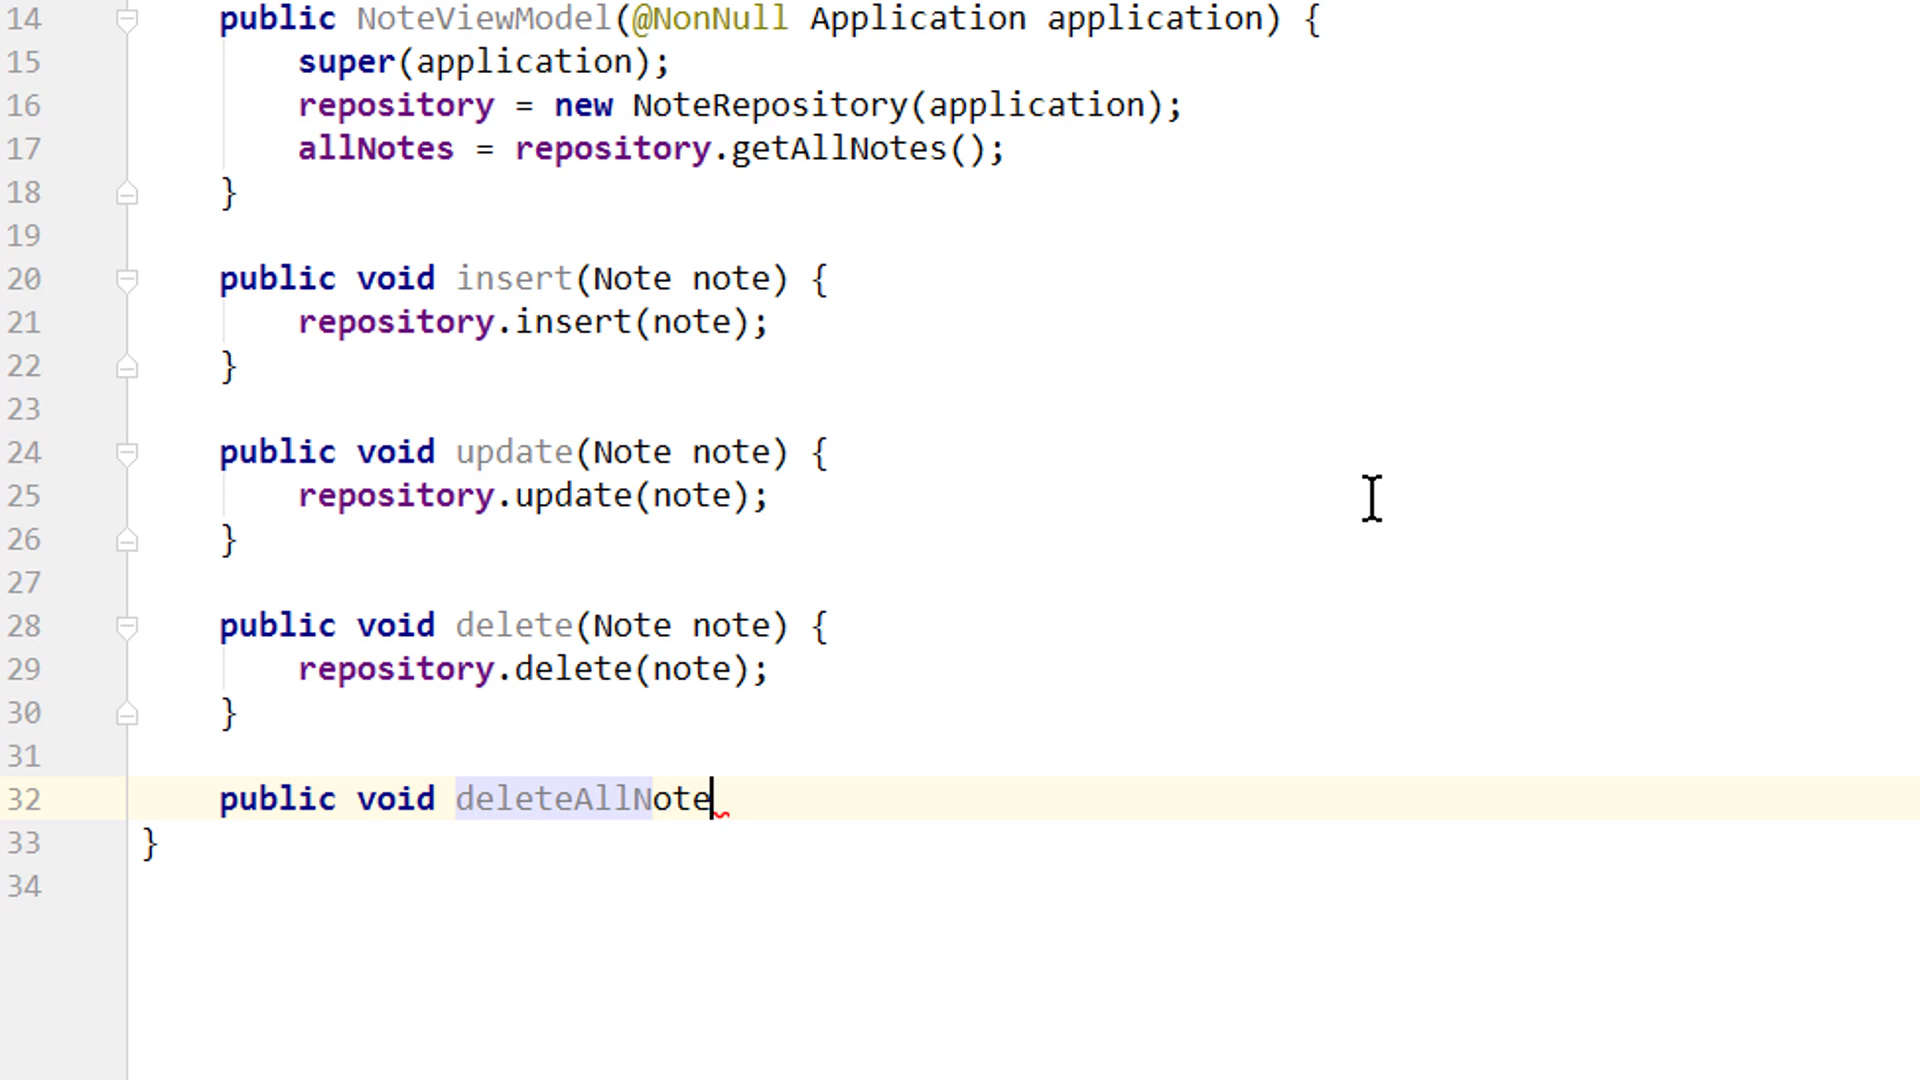 14 public NoteViewModel(@NonNull Application application) {
15 super(application);
16 repository = new NoteRepository(application);
17 allNotes = repository.getAllNotes();
18 }
19
20 public void insert(Note note) {
21 repository.insert(note);
22 }
23
24 public void update(Note note) {
25 repository.update(note);
26 }
27
28 public void delete(Note note) {
29 repository.delete(note);
30 }
31
32 public void deleteAllNote
33 }
34